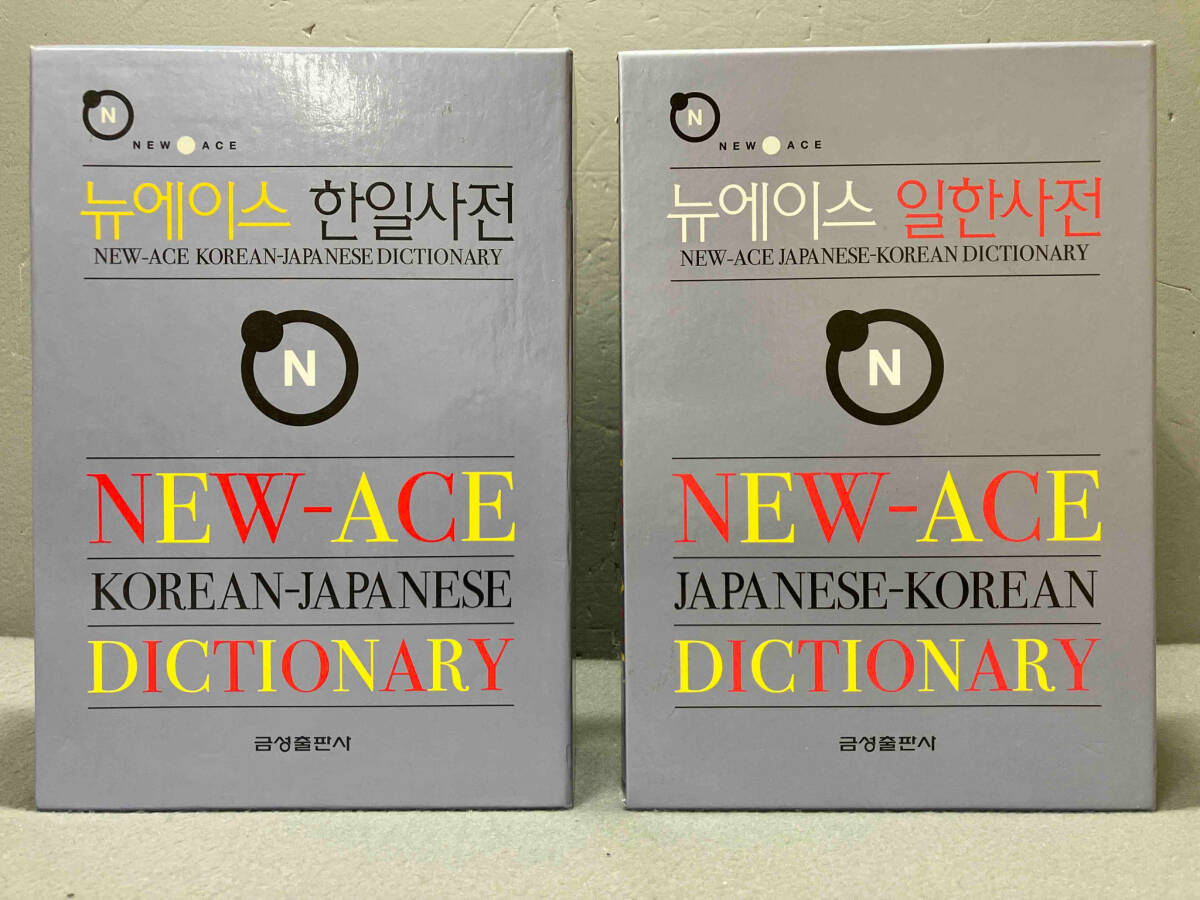 N
NEW ACE
뉴에이스 한일사전
NEW-ACE KOREAN-JAPANESE DICTIONARY
N
NEW-ACE
KOREAN-JAPANESE
DICTIONARY
금성출판사
N
NEW ACE
뉴에이스 일한사전
NEW-ACE JAPANESE-KOREAN DICTIONARY
N
NEW-ACE
JAPANESE-KOREAN
DICTIONARY
금성출판사